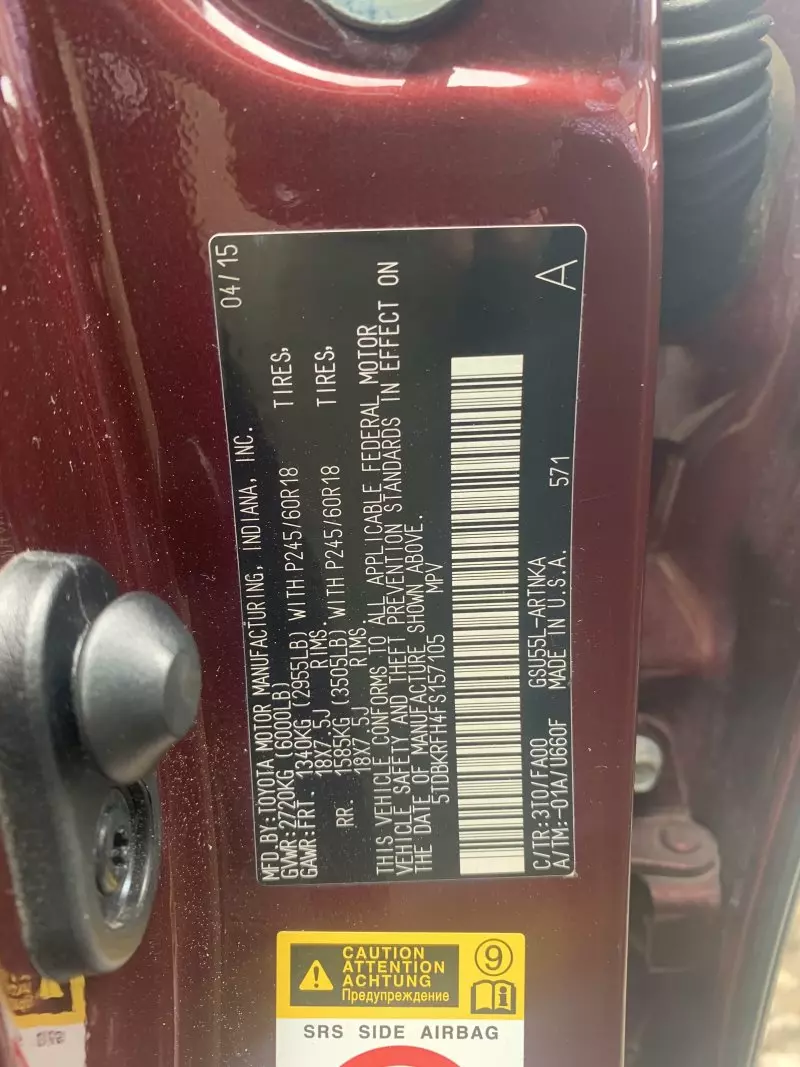 MFD.BY:TOYOTA MOTOR MANUFACTURING, INDIANA, INC. 04/15
GVWR:2720KG (6000LB)
GAWR:FRT. 1340KG (2955LB) WITH P245/60R18 TIRES,
18X7.5J RIMS
RR. 1585KG (3505LB) WITH P245/60R18 TIRES,
18X7.5J RIMS
THIS VEHICLE CONFORMS TO ALL APPLICABLE FEDERAL MOTOR
VEHICLE SAFETY AND THEFT PREVENTION STANDARDS IN EFFECT ON
THE DATE OF MANUFACTURE SHOWN ABOVE.
5TDBKRFH4FS157105 MPV
C/TR:3T0/FA00 GSU55L-ARTNKA
A/TM:-01A/U660F MADE IN U.S.A. 571 A
CAUTION
ATTENTION
ACHTUNG
Предупреждение
9
i
SRS SIDE AIRBAG